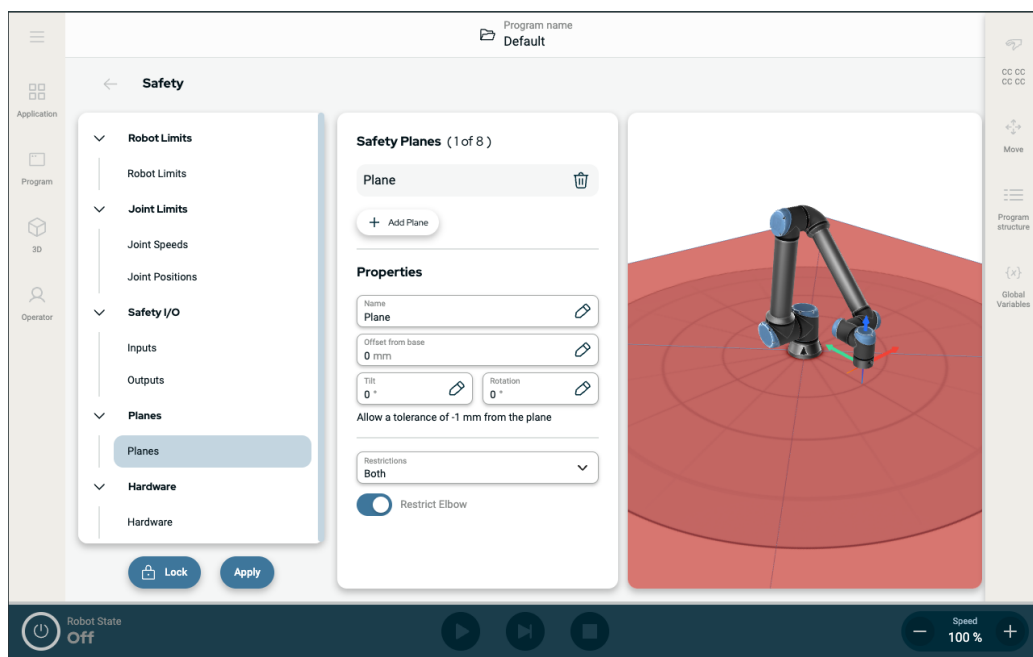 Program name
Default
Safety
Application
Program
3D
Operator
Robot Limits
Robot Limits
Joint Limits
Joint Speeds
Joint Positions
Safety I/O
Inputs
Outputs
Planes
Planes
Hardware
Hardware
Lock
Apply
Safety Planes (1 of 8)
Plane
+ Add Plane
Properties
Name
Plane
Offset from base
0 mm
Tilt
0 °
Rotation
0 °
Allow a tolerance of -1 mm from the plane
Restrictions
Both
Restrict Elbow
CC CC
CC CC
Move
Program
structure
{x}
Global
Variables
Robot State
Off
Speed
100 %